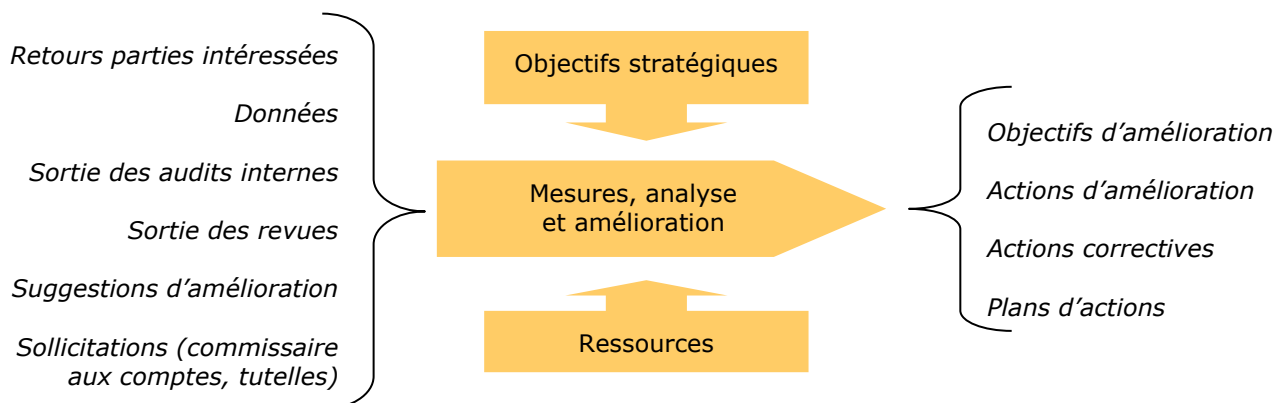 Retours parties intéressées
Données
Sortie des audits internes
Sortie des revues
Suggestions d'amélioration
Sollicitations (commissaire
aux comptes, tutelles)
Objectifs stratégiques
Mesures, analyse
et amélioration
Ressources
Objectifs d'amélioration
Actions d'amélioration
Actions correctives
Plans d'actions